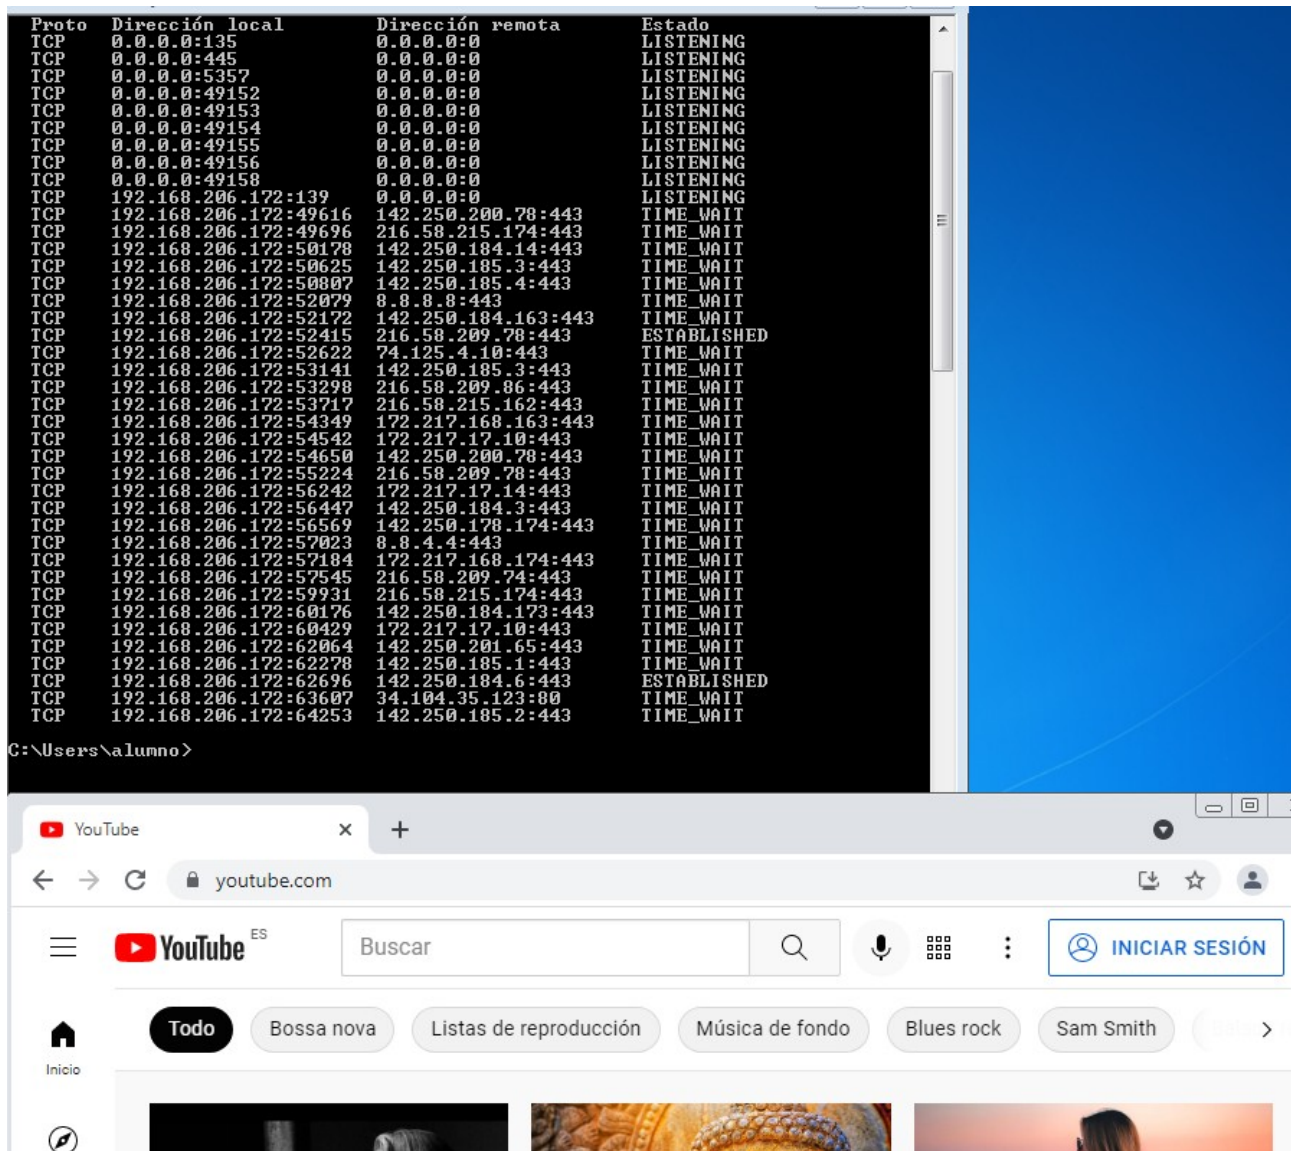 Proto Dirección local Dirección remota Estado
TCP 0.0.0.0:135 0.0.0.0:0 LISTENING
TCP 0.0.0.0:445 0.0.0.0:0 LISTENING
TCP 0.0.0.0:5357 0.0.0.0:0 LISTENING
TCP 0.0.0.0:49152 0.0.0.0:0 LISTENING
TCP 0.0.0.0:49153 0.0.0.0:0 LISTENING
TCP 0.0.0.0:49154 0.0.0.0:0 LISTENING
TCP 0.0.0.0:49155 0.0.0.0:0 LISTENING
TCP 0.0.0.0:49156 0.0.0.0:0 LISTENING
TCP 0.0.0.0:49158 0.0.0.0:0 LISTENING
TCP 192.168.206.172:139 0.0.0.0:0 LISTENING
TCP 192.168.206.172:49616 142.250.200.78:443 TIME_WAIT
TCP 192.168.206.172:49696 216.58.215.174:443 TIME_WAIT
TCP 192.168.206.172:50178 142.250.184.14:443 TIME_WAIT
TCP 192.168.206.172:50625 142.250.185.3:443 TIME_WAIT
TCP 192.168.206.172:50807 142.250.185.4:443 TIME_WAIT
TCP 192.168.206.172:52079 8.8.8.8:443 TIME_WAIT
TCP 192.168.206.172:52172 142.250.184.163:443 TIME_WAIT
TCP 192.168.206.172:52415 216.58.209.78:443 ESTABLISHED
TCP 192.168.206.172:52622 74.125.4.10:443 TIME_WAIT
TCP 192.168.206.172:53141 142.250.185.3:443 TIME_WAIT
TCP 192.168.206.172:53298 216.58.209.86:443 TIME_WAIT
TCP 192.168.206.172:53717 216.58.215.162:443 TIME_WAIT
TCP 192.168.206.172:54349 172.217.168.163:443 TIME_WAIT
TCP 192.168.206.172:54542 172.217.17.10:443 TIME_WAIT
TCP 192.168.206.172:54650 142.250.200.78:443 TIME_WAIT
TCP 192.168.206.172:55224 216.58.209.78:443 TIME_WAIT
TCP 192.168.206.172:56242 172.217.17.14:443 TIME_WAIT
TCP 192.168.206.172:56447 142.250.184.3:443 TIME_WAIT
TCP 192.168.206.172:56569 142.250.178.174:443 TIME_WAIT
TCP 192.168.206.172:57023 8.8.4.4:443 TIME_WAIT
TCP 192.168.206.172:57184 172.217.168.174:443 TIME_WAIT
TCP 192.168.206.172:57545 216.58.209.74:443 TIME_WAIT
TCP 192.168.206.172:59931 216.58.215.174:443 TIME_WAIT
TCP 192.168.206.172:60176 142.250.184.173:443 TIME_WAIT
TCP 192.168.206.172:60429 172.217.17.10:443 TIME_WAIT
TCP 192.168.206.172:62064 142.250.201.65:443 TIME_WAIT
TCP 192.168.206.172:62278 142.250.185.1:443 TIME_WAIT
TCP 192.168.206.172:62696 142.250.184.6:443 ESTABLISHED
TCP 192.168.206.172:63607 34.104.35.123:80 TIME_WAIT
TCP 192.168.206.172:64253 142.250.185.2:443 TIME_WAIT
C:\Users\alumno>
YouTube
youtube.com
YouTube ES Buscar INICIAR SESIÓN
Todo Bossa nova Listas de reproducción Música de fondo Blues rock Sam Smith
Inicio